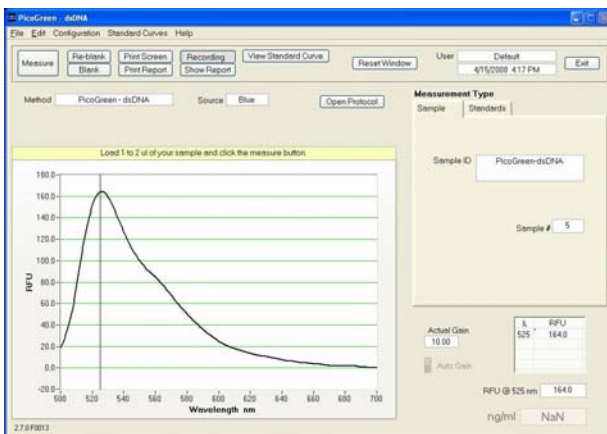 PicoGreen - dsDNA
File Edit Configuration Standard Curves Help
Measure
Re-blank
Print Screen
Recording
View Standard Curve
Blank
Print Report
Show Report
Reset Window
User
Default
4/15/2008 4:17 PM
Exit
Method
PicoGreen - dsDNA
Source
Blue
Open Protocol
Measurement Type
Sample
Standards
Load 1 to 2 ul of your sample and click the measure button.
Sample ID
PicoGreen-dsDNA
Sample #
5
180.0
160.0
140.0
120.0
100.0
80.0
60.0
40.0
20.0
0.0
-20.0
RFU
500 520 540 560 580 600 620 640 660 680 700
Wavelength nm
Actual Gain
10.00
Auto Gain
λ RFU
525 * 164.0
RFU @ 525 nm
164.0
ng/ml
NaN
2.7.0 F0013